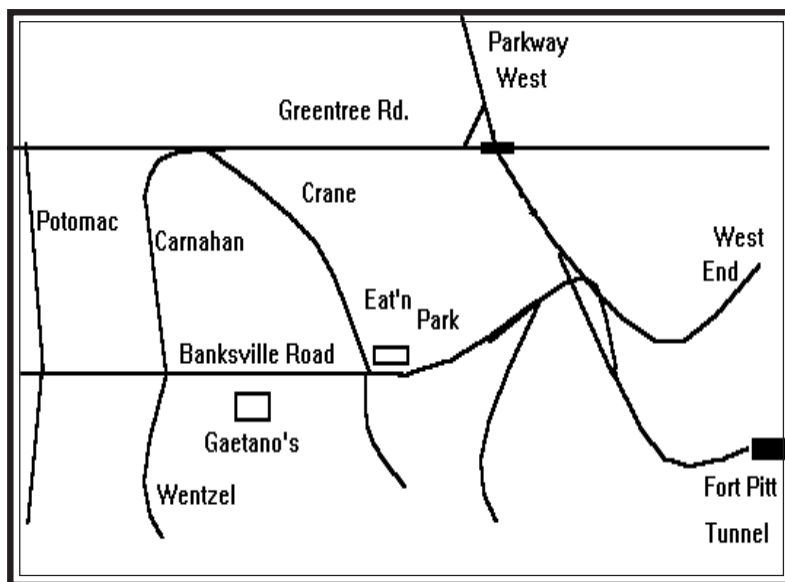 Parkway
West
Greentree Rd.
Crane
Potomac
Carnahan
West
End
Eat'n
Park
Banksville Road
Gaetano's
Wentzel
Fort Pitt
Tunnel